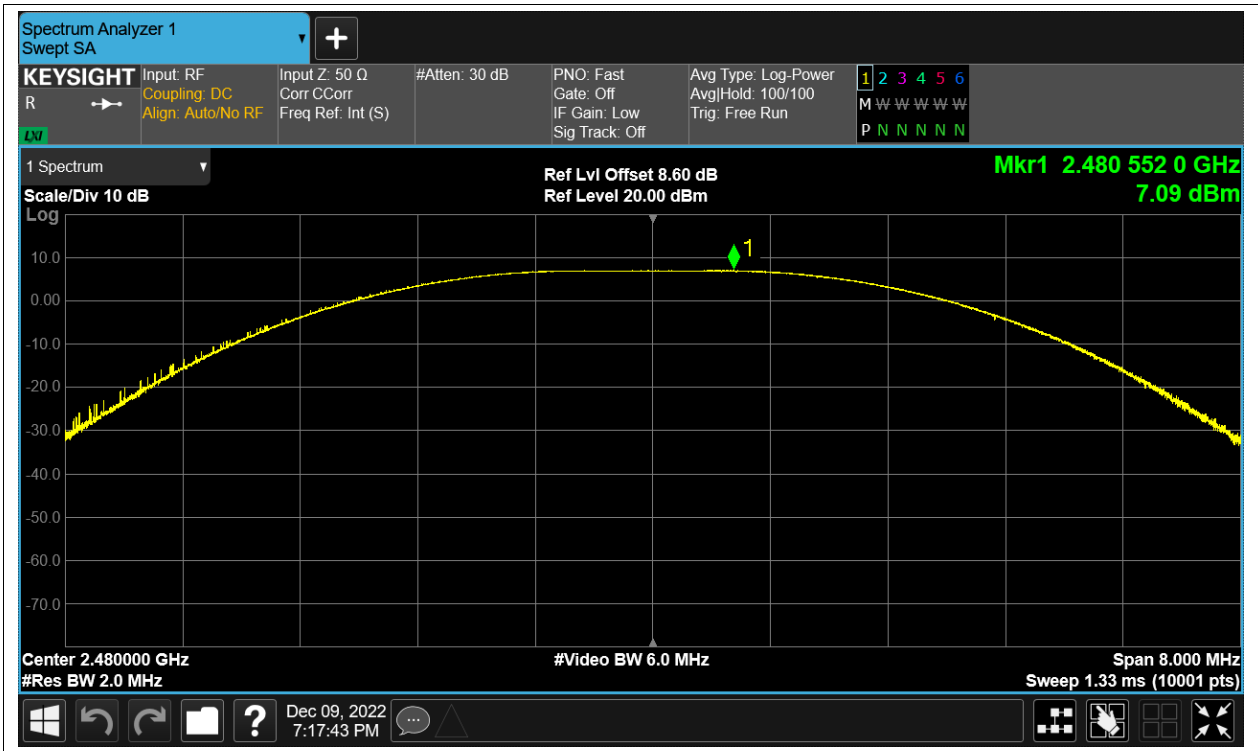 Spectrum Analyzer 1
Swept SA
KEYSIGHT
R
LXI
Input: RF
Coupling: DC
Align: Auto/No RF
Input Z: 50 Ω
Corr CCorr
Freq Ref: Int (S)
#Atten: 30 dB
PNO: Fast
Gate: Off
IF Gain: Low
Sig Track: Off
Avg Type: Log-Power
Avg|Hold: 100/100
Trig: Free Run
1 2 3 4 5 6
M W W W W W
P N N N N N
1 Spectrum
Scale/Div 10 dB
Log
Ref Lvl Offset 8.60 dB
Ref Level 20.00 dBm
Mkr1 2.480 552 0 GHz
7.09 dBm
1
10.0
0.00
-10.0
-20.0
-30.0
-40.0
-50.0
-60.0
-70.0
Center 2.480000 GHz
#Res BW 2.0 MHz
#Video BW 6.0 MHz
Span 8.000 MHz
Sweep 1.33 ms (10001 pts)
?
Dec 09, 2022
7:17:43 PM